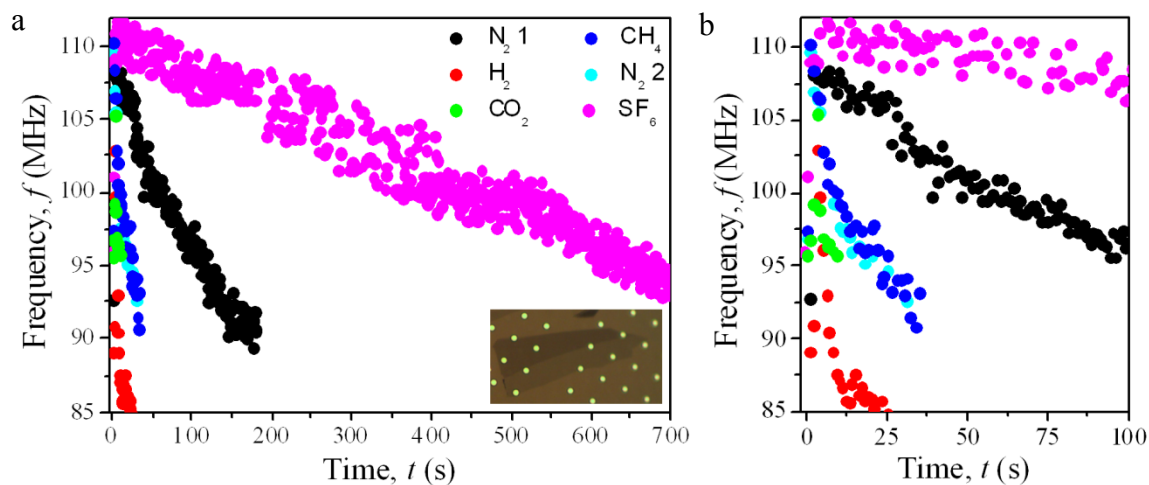 a
Frequency, f (MHz)
110
105
100
95
90
85
N₂ 1
H₂
CO₂
CH₄
N₂ 2
SF₆
0 100 200 300 400 500 600 700
Time, t (s)
b
Frequency, f (MHz)
110
105
100
95
90
85
0 25 50 75 100
Time, t (s)